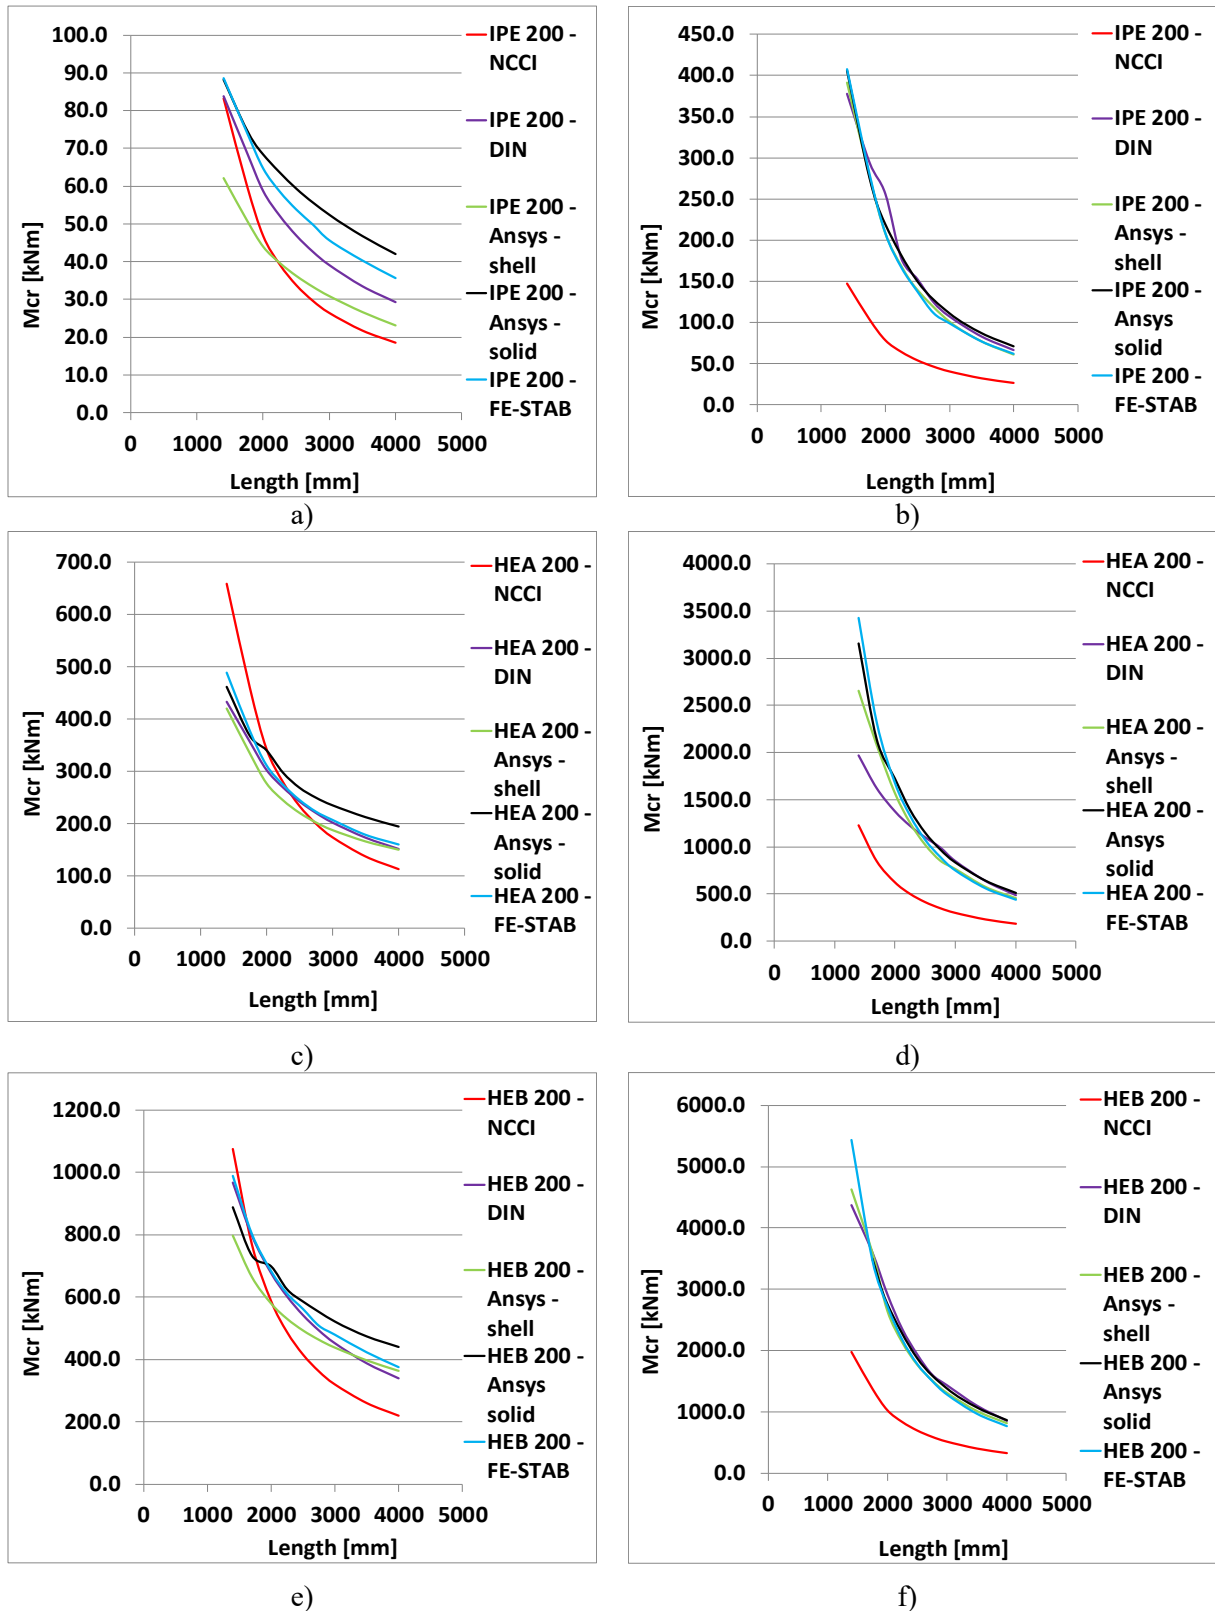 100.0
90.0
80.0
70.0
60.0
50.0
40.0
30.0
20.0
10.0
0.0
Mcr [kNm]
0 1000 2000 3000 4000 5000
Length [mm]
IPE 200 -
NCCI
IPE 200 -
DIN
IPE 200 -
Ansys -
shell
IPE 200 -
Ansys -
solid
IPE 200 -
FE-STAB
a)
450.0
400.0
350.0
300.0
250.0
200.0
150.0
100.0
50.0
0.0
Mcr [kNm]
0 1000 2000 3000 4000 5000
Length [mm]
IPE 200 -
NCCI
IPE 200 -
DIN
IPE 200 -
Ansys -
shell
IPE 200 -
Ansys
solid
IPE 200 -
FE-STAB
b)
700.0
600.0
500.0
400.0
300.0
200.0
100.0
0.0
Mcr [kNm]
0 1000 2000 3000 4000 5000
Length [mm]
HEA 200 -
NCCI
HEA 200 -
DIN
HEA 200 -
Ansys -
shell
HEA 200 -
Ansys -
solid
HEA 200 -
FE-STAB
c)
4000.0
3500.0
3000.0
2500.0
2000.0
1500.0
1000.0
500.0
0.0
Mcr [kNm]
0 1000 2000 3000 4000 5000
Length [mm]
HEA 200 -
NCCI
HEA 200 -
DIN
HEA 200 -
Ansys -
shell
HEA 200 -
Ansys
solid
HEA 200 -
FE-STAB
d)
1200.0
1000.0
800.0
600.0
400.0
200.0
0.0
Mcr [kNm]
0 1000 2000 3000 4000 5000
Length [mm]
HEB 200 -
NCCI
HEB 200 -
DIN
HEB 200 -
Ansys -
shell
HEB 200 -
Ansys
solid
HEB 200 -
FE-STAB
e)
6000.0
5000.0
4000.0
3000.0
2000.0
1000.0
0.0
Mcr [kNm]
0 1000 2000 3000 4000 5000
Length [mm]
HEB 200 -
NCCI
HEB 200 -
DIN
HEB 200 -
Ansys -
shell
HEB 200 -
Ansys
solid
HEB 200 -
FE-STAB
f)